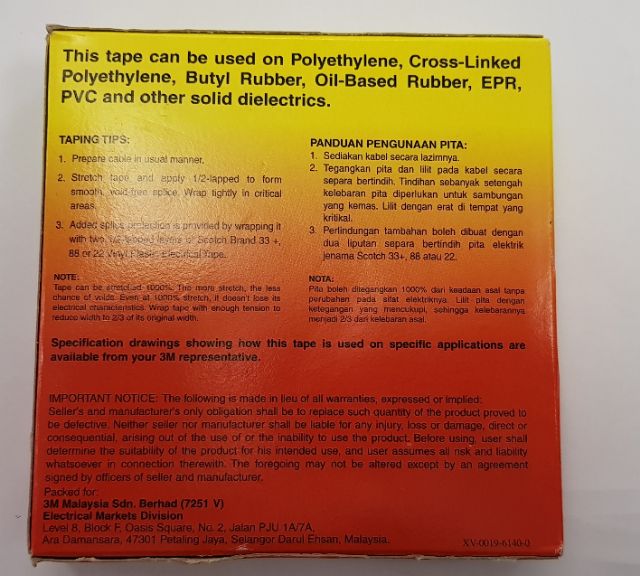 This tape can be used on Polyethylene, Cross-Linked
Polyethylene, Butyl Rubber, Oil-Based Rubber, EPR,
PVC and other solid dielectrics.
TAPING TIPS:
1. Prepare cable in usual manner.
2. Stretch tape and apply 1/2-lapped to form
smooth, void-free splice. Wrap tightly in critical
areas.
3. Added splice protection is provided by wrapping it
with two 1/2-lapped layers of Scotch Brand 33 +,
88 or 22 Vinyl Plastic Electrical Tape.
NOTE:
Tape can be stretched 1000%. The more stretch, the less
chance of voids. Even at 1000% stretch, it doesn't lose its
electrical characteristics. Wrap tape with enough tension to
reduce width to 2/3 of its original width.
PANDUAN PENGUNAAN PITA:
1. Sediakan kabel secara lazimnya.
2. Tegangkan pita dan lilit pada kabel secara
separa bertindih. Tindihan sebanyak setengah
kelebaran pita diperlukan untuk sambungan
yang kemas. Lilit dengan erat di tempat yang
kritikal.
3. Perlindungan tambahan boleh dibuat dengan
dua liputan separa bertindih pita elektrik
jenama Scotch 33+, 88 atau 22.
NOTA:
Pita boleh ditegangkan 1000% dari keadaan asal tanpa
perubahan pada sifat elektriknya. Lilit pita dengan
ketegangan yang mencukupi, sehingga kelebarannya
menjadi 2/3 dari kelebaran asal.
Specification drawings showing how this tape is used on specific applications are
available from your 3M representative.
IMPORTANT NOTICE: The following is made in lieu of all warranties, expressed or implied:
Seller's and manufacturer's only obligation shall be to replace such quantity of the product proved to
be defective. Neither seller nor manufacturer shall be liable for any injury, loss or damage, direct or
consequential, arising out of the use of or the inability to use the product. Before using, user shall
determine the suitability of the product for his intended use, and user assumes all risk and liability
whatsoever in connection therewith. The foregoing may not be altered except by an agreement
signed by officers of seller and manufacturer.
Packed for:
3M Malaysia Sdn. Berhad (7251 V)
Electrical Markets Division
Level 8, Block F, Oasis Square, No. 2, Jalan PJU 1A/7A,
Ara Damansara, 47301 Petaling Jaya, Selangor Darul Ehsan, Malaysia.
XV-0019-6140-0